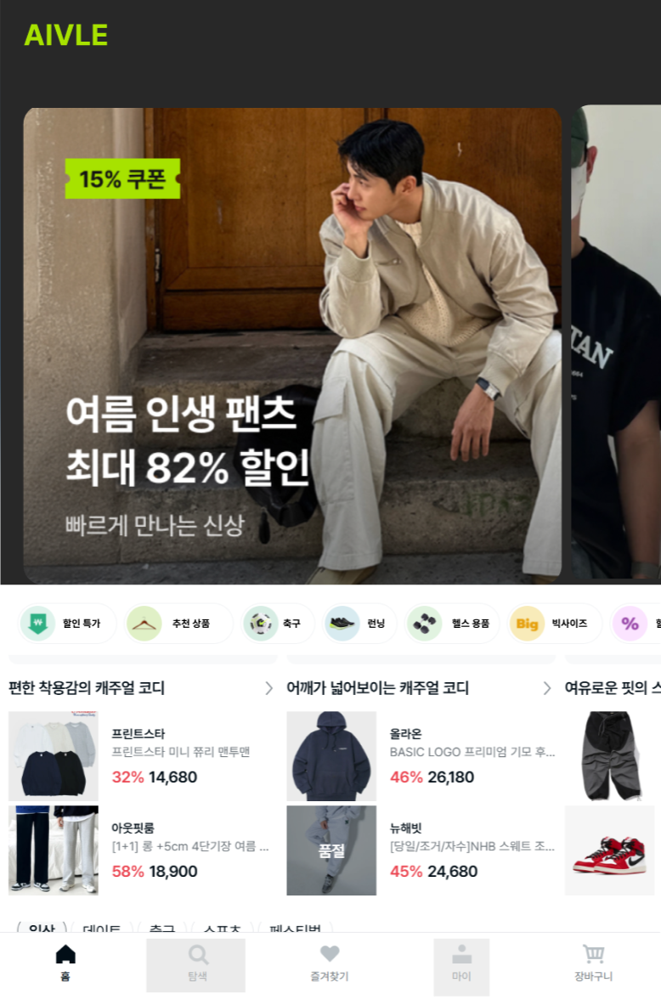 AIVLE
15% 쿠폰
여름 인생 팬츠
최대 82% 할인
빠르게 만나는 신상
TAN
664
할인 특가
추천 상품
축구
런닝
헬스 용품
Big
빅사이즈
%
편한 착용감의 캐주얼 코디
어깨가 넓어보이는 캐주얼 코디
여유로운 핏의 스
프린트스타
프린트스타 미니 쮸리 맨투맨
32% 14,680
올라온
BASIC LOGO 프리미엄 기모 후...
46% 26,180
아웃핏룸
[1+1] 롱 +5cm 4단기장 여름 ...
58% 18,900
품절
뉴해빗
[당일/조거/자수]NHB 스웨트 조...
45% 24,680
일상
데이트
출근
스포츠
페스티벌
홈
탐색
즐겨찾기
마이
장바구니